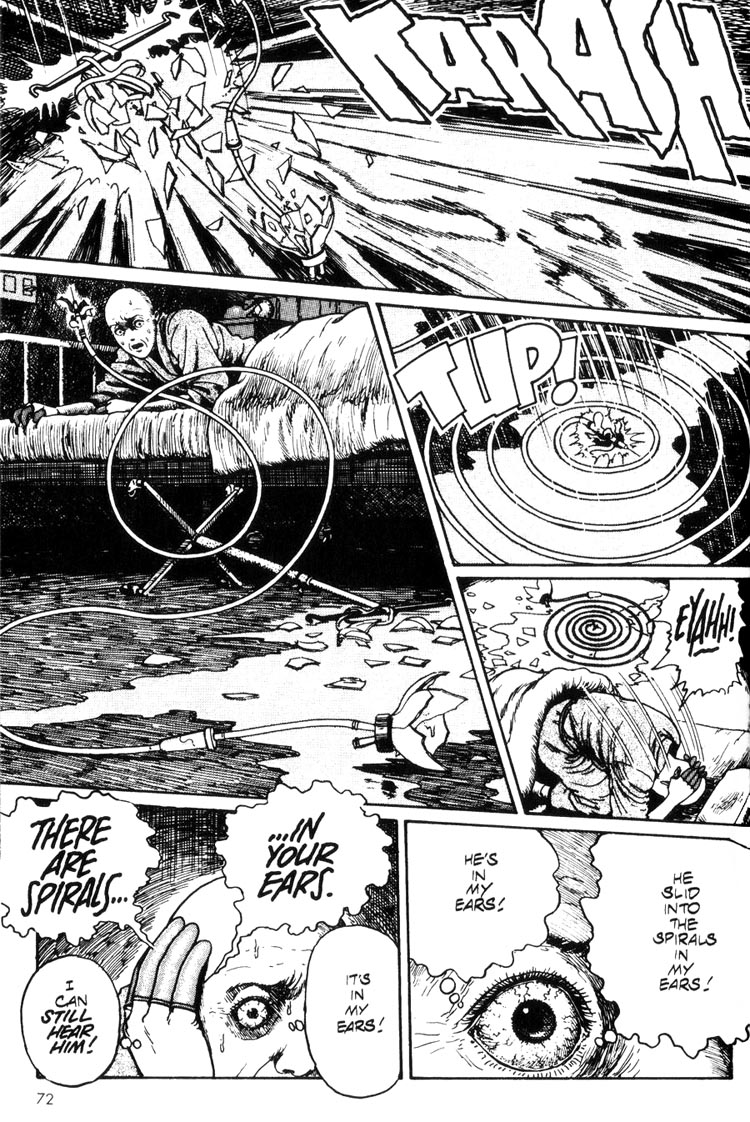 KARASH
TUP!
EYAHH!
THERE
ARE
SPIRALS...
...IN
YOUR
EARS.
I
CAN
STILL
HEAR
HIM!
IT'S
IN MY
EARS!
HE'S
IN
MY
EARS!
HE
SLID
INTO
THE
SPIRALS
IN
MY
EARS!
72